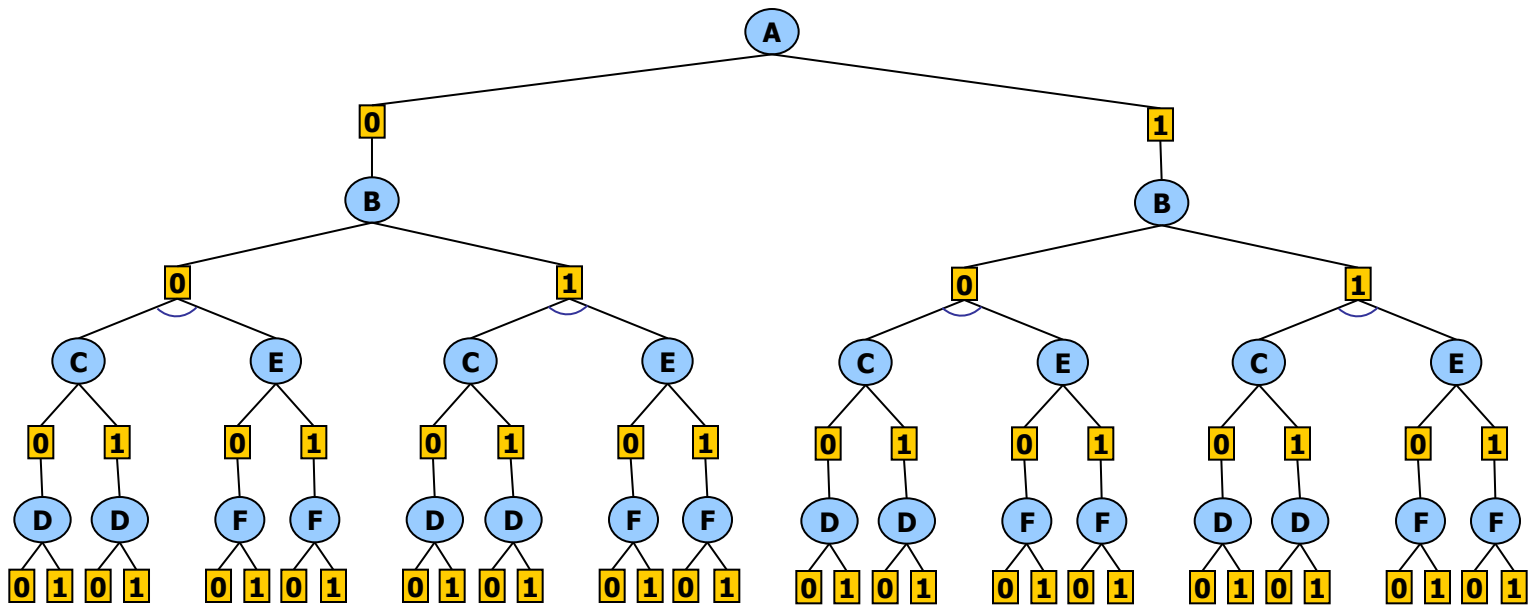 A
0 1
B B
0 1 0 1
C E C E C E C E
0 1 0 1 0 1 0 1 0 1 0 1 0 1 0 1
D D F F D D F F D D F F D D F F
0 1 0 1 0 1 0 1 0 1 0 1 0 1 0 1 0 1 0 1 0 1 0 1 0 1 0 1 0 1 0 1